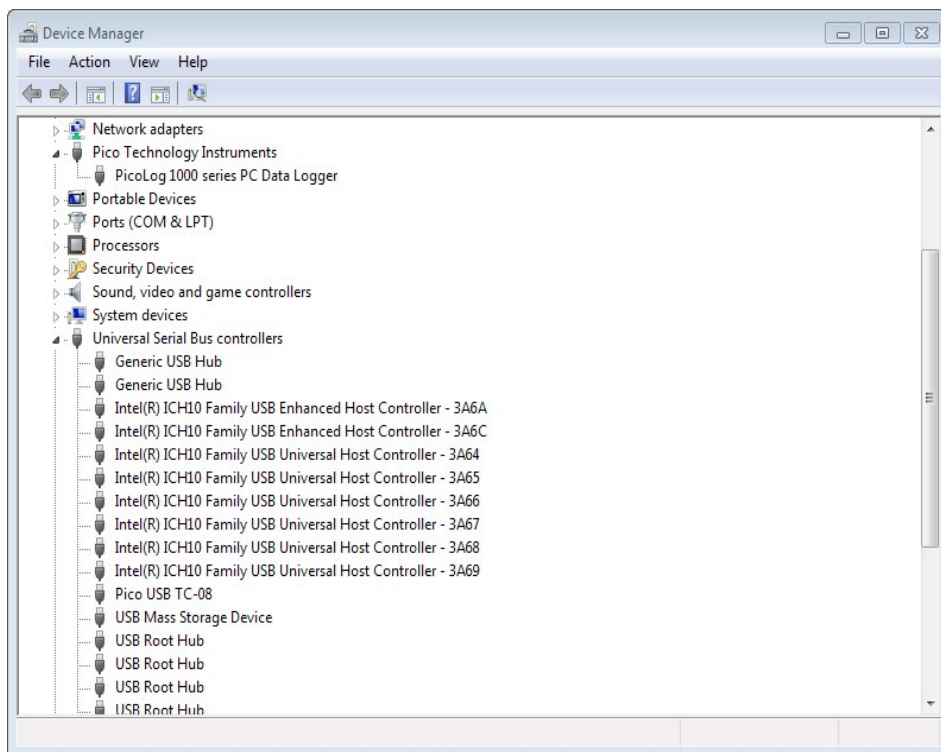 Device Manager
File Action View Help
Network adapters
Pico Technology Instruments
PicoLog 1000 series PC Data Logger
Portable Devices
Ports (COM & LPT)
Processors
Security Devices
Sound, video and game controllers
System devices
Universal Serial Bus controllers
Generic USB Hub
Generic USB Hub
Intel(R) ICH10 Family USB Enhanced Host Controller - 3A6A
Intel(R) ICH10 Family USB Enhanced Host Controller - 3A6C
Intel(R) ICH10 Family USB Universal Host Controller - 3A64
Intel(R) ICH10 Family USB Universal Host Controller - 3A65
Intel(R) ICH10 Family USB Universal Host Controller - 3A66
Intel(R) ICH10 Family USB Universal Host Controller - 3A67
Intel(R) ICH10 Family USB Universal Host Controller - 3A68
Intel(R) ICH10 Family USB Universal Host Controller - 3A69
Pico USB TC-08
USB Mass Storage Device
USB Root Hub
USB Root Hub
USB Root Hub
USB Root Hub